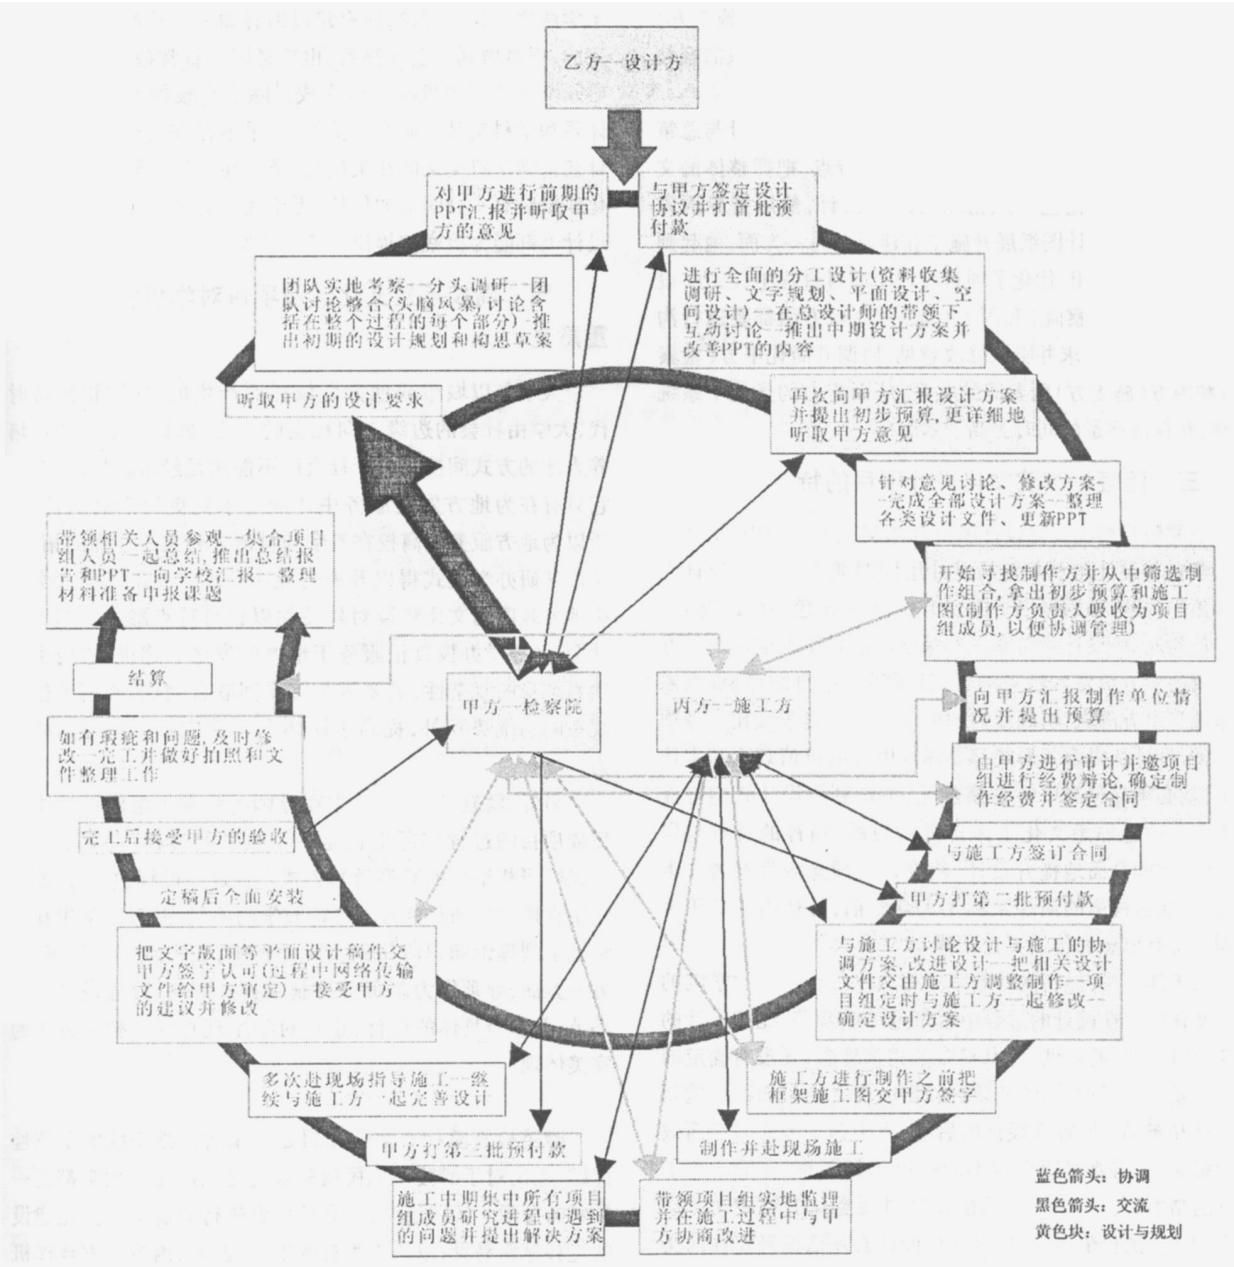 乙方--设计方
对甲方进行前期的
PPT汇报并听取甲
方的意见
与甲方签定设计
协议并打首批预
付款
团队实地考察--分头调研--团
队讨论整合(头脑风暴,讨论含
括在整个过程的每个部分)--推
出初期的设计规划和构思草案
进行全面的分工设计(资料收集
调研、文字规划、平面设计、空
间设计)--在总设计师的带领下
互动讨论--推出中期设计方案并
改善PPT的内容
听取甲方的设计要求
再次向甲方汇报设计方案
并提出初步预算,更详细地
听取甲方意见
针对意见讨论、修改方案-
-完成全部设计方案--整理
各类设计文件、更新PPT
带领相关人员参观--集合项目
组人员一起总结,推出总结报
告和PPT--向学校汇报--整理
材料准备申报课题
开始寻找制作方并从中筛选制
作组合,拿出初步预算和施工
图(制作方负责人吸收为项目
组成员,以便协调管理)
结算
甲方--检察院
丙方--施工方
向甲方汇报制作单位情
况并提出预算
如有瑕疵和问题,及时修
改--完工并做好拍照和文
件整理工作
由甲方进行审计并邀项目
组进行经费辩论,确定制
作经费并签定合同
完工后接受甲方的验收
与施工方签订合同
定稿后全面安装
甲方打第二批预付款
把文字版面等平面设计稿件交
甲方签字认可(过程中网络传输
文件给甲方审定)--接受甲方
的建议并修改
与施工方讨论设计与施工的协
调方案,改进设计--把相关设计
文件交由施工方调整制作--项
目组定时与施工方一起修改--
确定设计方案
多次赴现场指导施工--继
续与施工方一起完善设计
施工方进行制作之前把
框架施工图交甲方签字
甲方打第三批预付款
制作并赴现场施工
施工中期集中所有项目
组成员研究进程中遇到
的问题并提出解决方案
带领项目组实地监理
并在施工过程中与甲
方协商改进
蓝色箭头：协调
黑色箭头：交流
黄色块：设计与规划